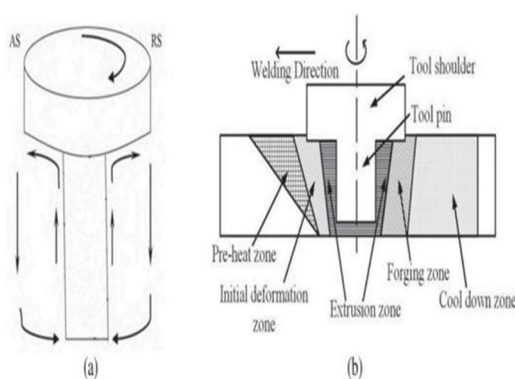 AS
RS
(a)
Welding Direction
Tool shoulder
Tool pin
Pre-heat zone
Initial deformation
zone
Extrusion zone
Forging zone
Cool down zone
(b)